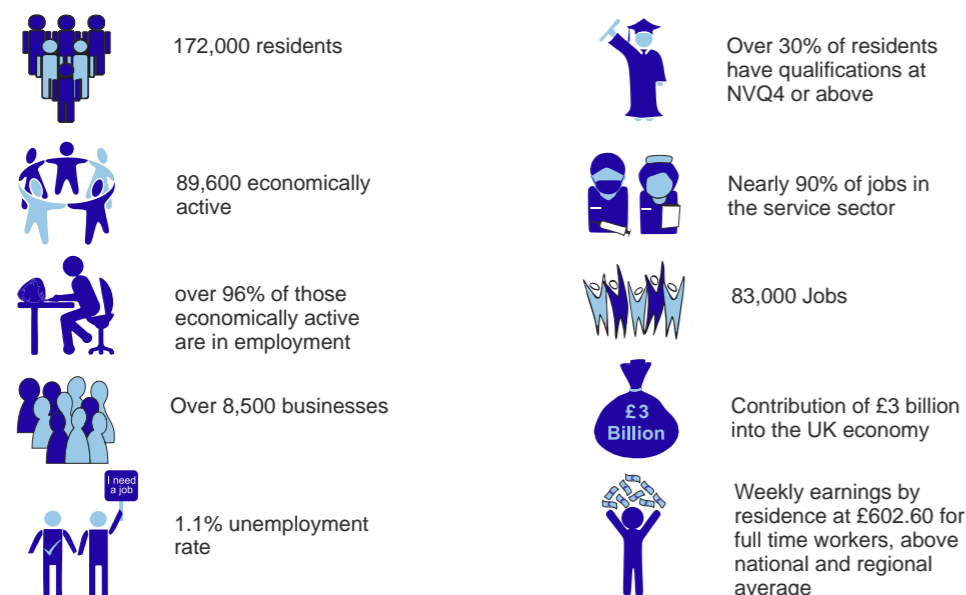 172,000 residents
89,600 economically
active
over 96% of those
economically active
are in employment
Over 8,500 businesses
I need
a job
1.1% unemployment
rate
Over 30% of residents
have qualifications at
NVQ4 or above
Nearly 90% of jobs in
the service sector
83,000 Jobs
£3
Billion
Contribution of £3 billion
into the UK economy
Weekly earnings by
residence at £602.60 for
full time workers, above
national and regional
average